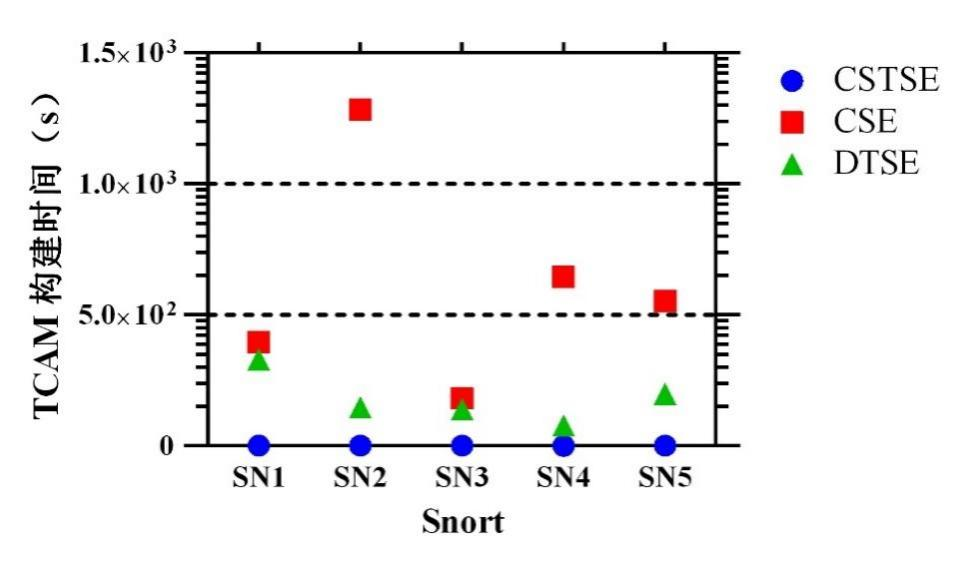 TCAM 构建时间（s）
1.5×10³
1.0×10³
5.0×10²
0
SN1 SN2 SN3 SN4 SN5
Snort
CSTSE
CSE
DTSE